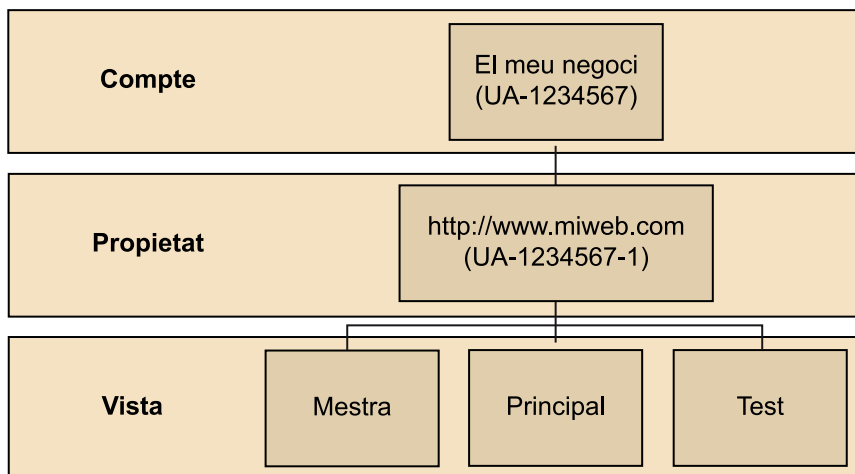 Compte
El meu negoci
(UA-1234567)
Propietat
http://www.miweb.com
(UA-1234567-1)
Vista
Mestra
Principal
Test